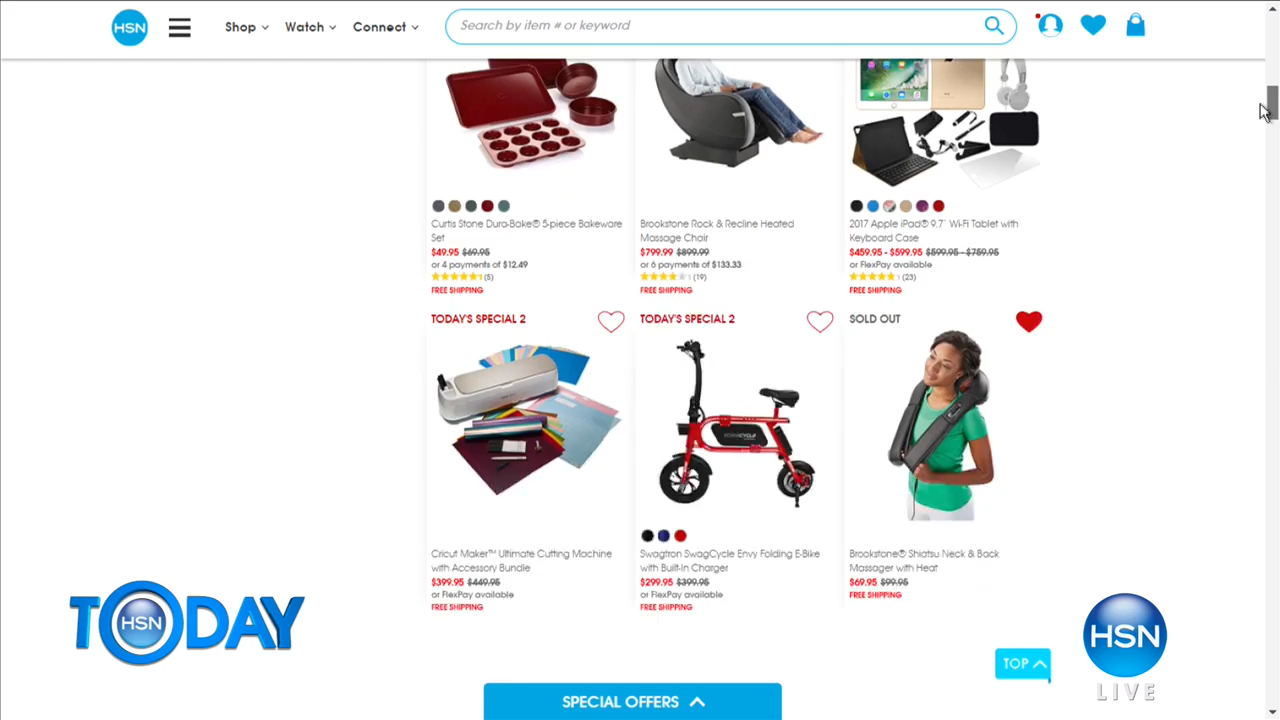 HSN
Shop
Watch
Connect
Search by item # or keyword
Curtis Stone Dura-Bake® 5-piece Bakeware
Set
$49.95 $69.95
or 4 payments of $12.49
(5)
FREE SHIPPING
Brookstone Rock & Recline Heated
Massage Chair
$799.99 $899.99
or 6 payments of $133.33
(19)
FREE SHIPPING
2017 Apple iPad® 9.7" Wi-Fi Tablet with
Keyboard Case
$459.95 - $599.95 $599.95 - $759.95
or FlexPay available
(23)
FREE SHIPPING
TODAY'S SPECIAL 2
Cricut Maker™ Ultimate Cutting Machine
with Accessory Bundle
$399.95 $449.95
or FlexPay available
FREE SHIPPING
TODAY'S SPECIAL 2
Swagtron SwagCycle Envy Folding E-Bike
with Built-In Charger
$299.95 $399.95
or FlexPay available
FREE SHIPPING
SOLD OUT
Brookstone® Shiatsu Neck & Back
Massager with Heat
$69.95 $99.95
FREE SHIPPING
TODAY
HSN
TOP
SPECIAL OFFERS
HSN
LIVE